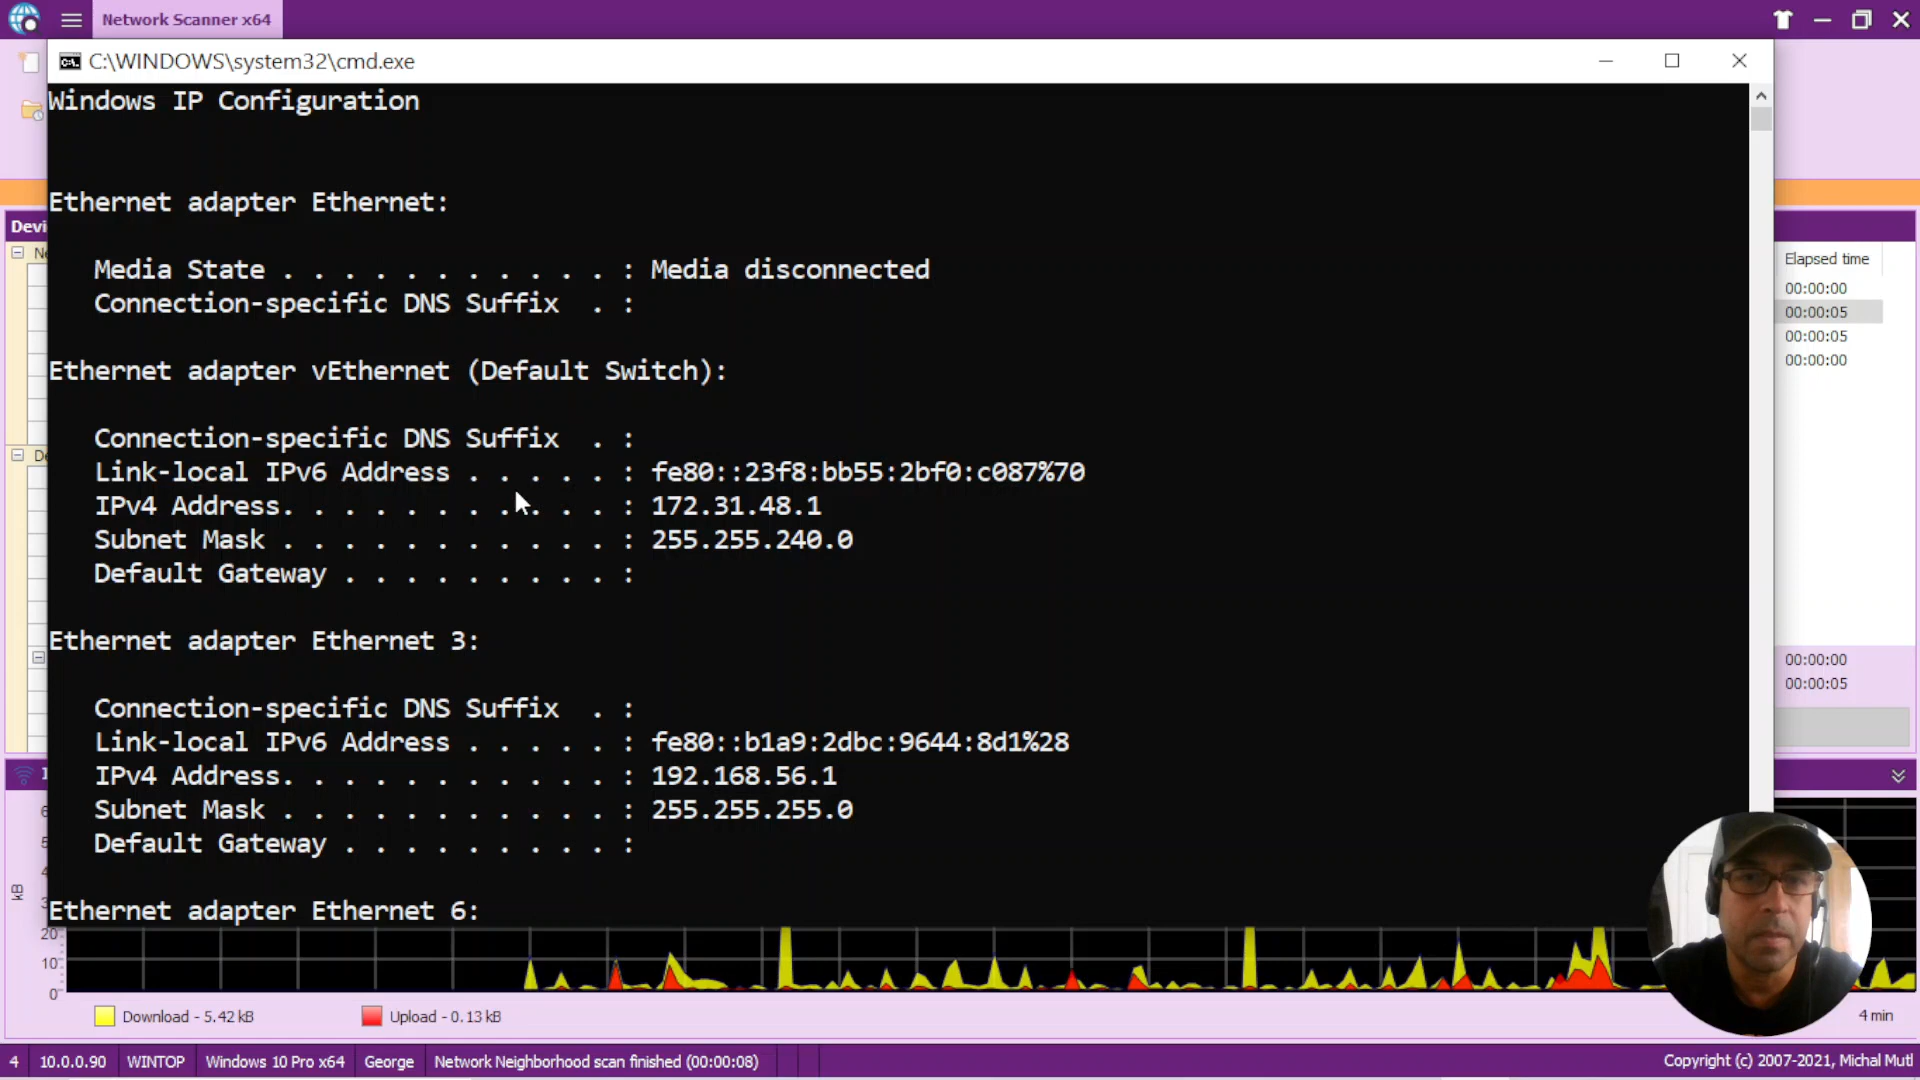 Network Scanner x64
C:\WINDOWS\system32\cmd.exe
Windows IP Configuration
Ethernet adapter Ethernet:
Media State . . . . . . . . . . . : Media disconnected
Connection-specific DNS Suffix  . :
Ethernet adapter vEthernet (Default Switch):
Connection-specific DNS Suffix  . :
Link-local IPv6 Address . . . . . : fe80::23f8:bb55:2bf0:c087%70
IPv4 Address. . . . . . . . . . . : 172.31.48.1
Subnet Mask . . . . . . . . . . . : 255.255.240.0
Default Gateway . . . . . . . . . :
Ethernet adapter Ethernet 3:
Connection-specific DNS Suffix  . :
Link-local IPv6 Address . . . . . : fe80::b1a9:2dbc:9644:8d1%28
IPv4 Address. . . . . . . . . . . : 192.168.56.1
Subnet Mask . . . . . . . . . . . : 255.255.255.0
Default Gateway . . . . . . . . . :
Ethernet adapter Ethernet 6:
Devi
Elapsed time
00:00:00
00:00:05
00:00:05
00:00:00
00:00:00
00:00:05
kB
20
10
0
Download - 5.42 kB
Upload - 0.13 kB
4 min
4 10.0.0.90 WINTOP Windows 10 Pro x64 George Network Neighborhood scan finished (00:00:08)
Copyright (c) 2007-2021, Michal Mutl